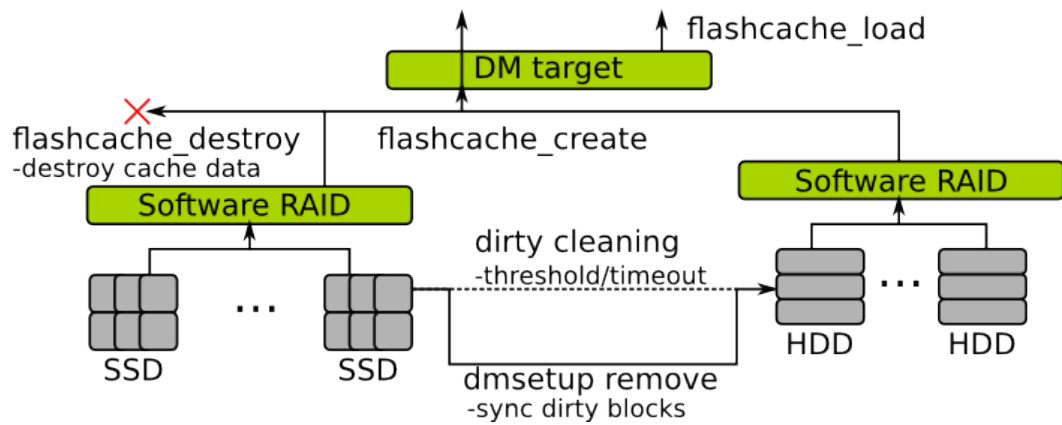 flashcache_load
DM target
flashcache_destroy
-destroy cache data
flashcache_create
Software RAID
Software RAID
dirty cleaning
-threshold/timeout
...
...
SSD
SSD
HDD
HDD
dmsetup remove
-sync dirty blocks